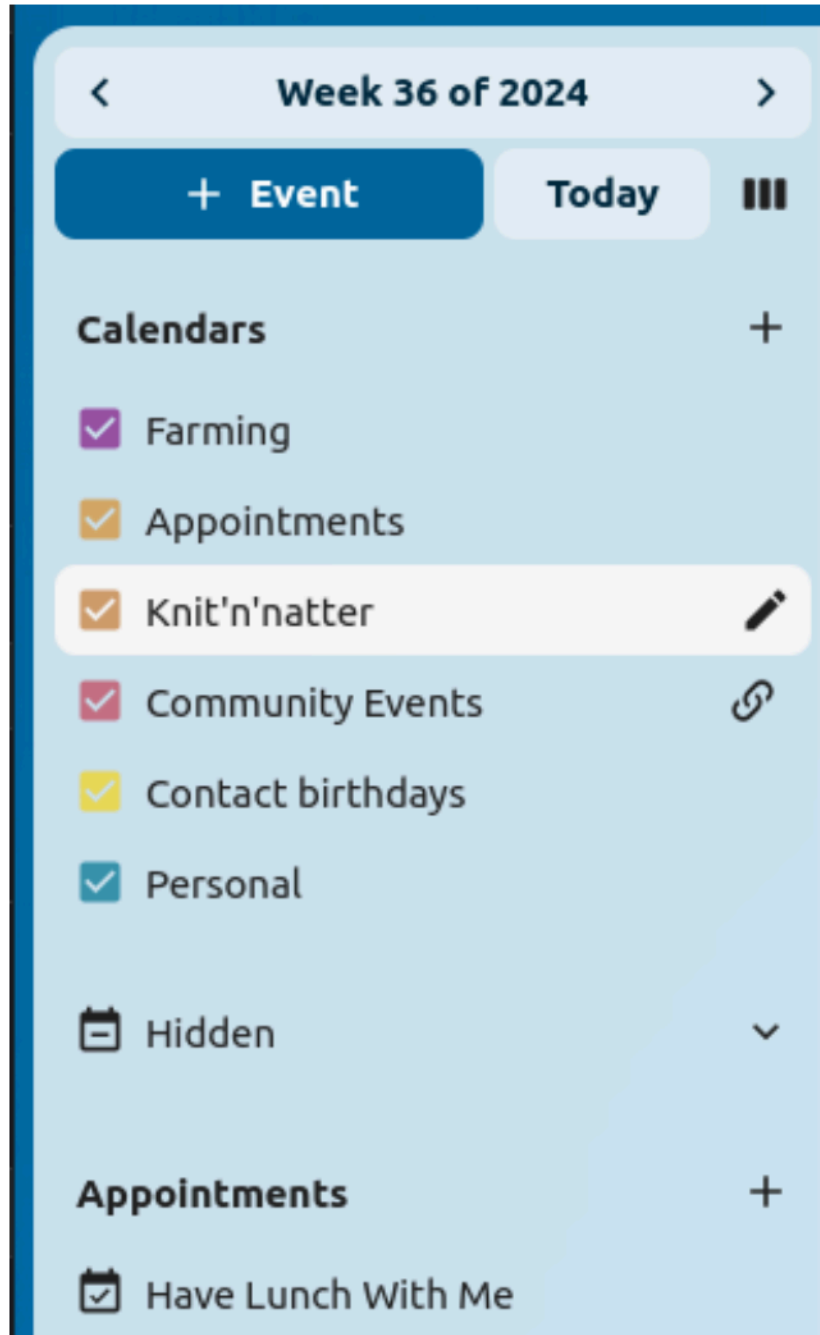 Week 36 of 2024
+ Event Today
Calendars
Farming
Appointments
Knit'n'natter
Community Events
Contact birthdays
Personal
Hidden
Appointments
Have Lunch With Me